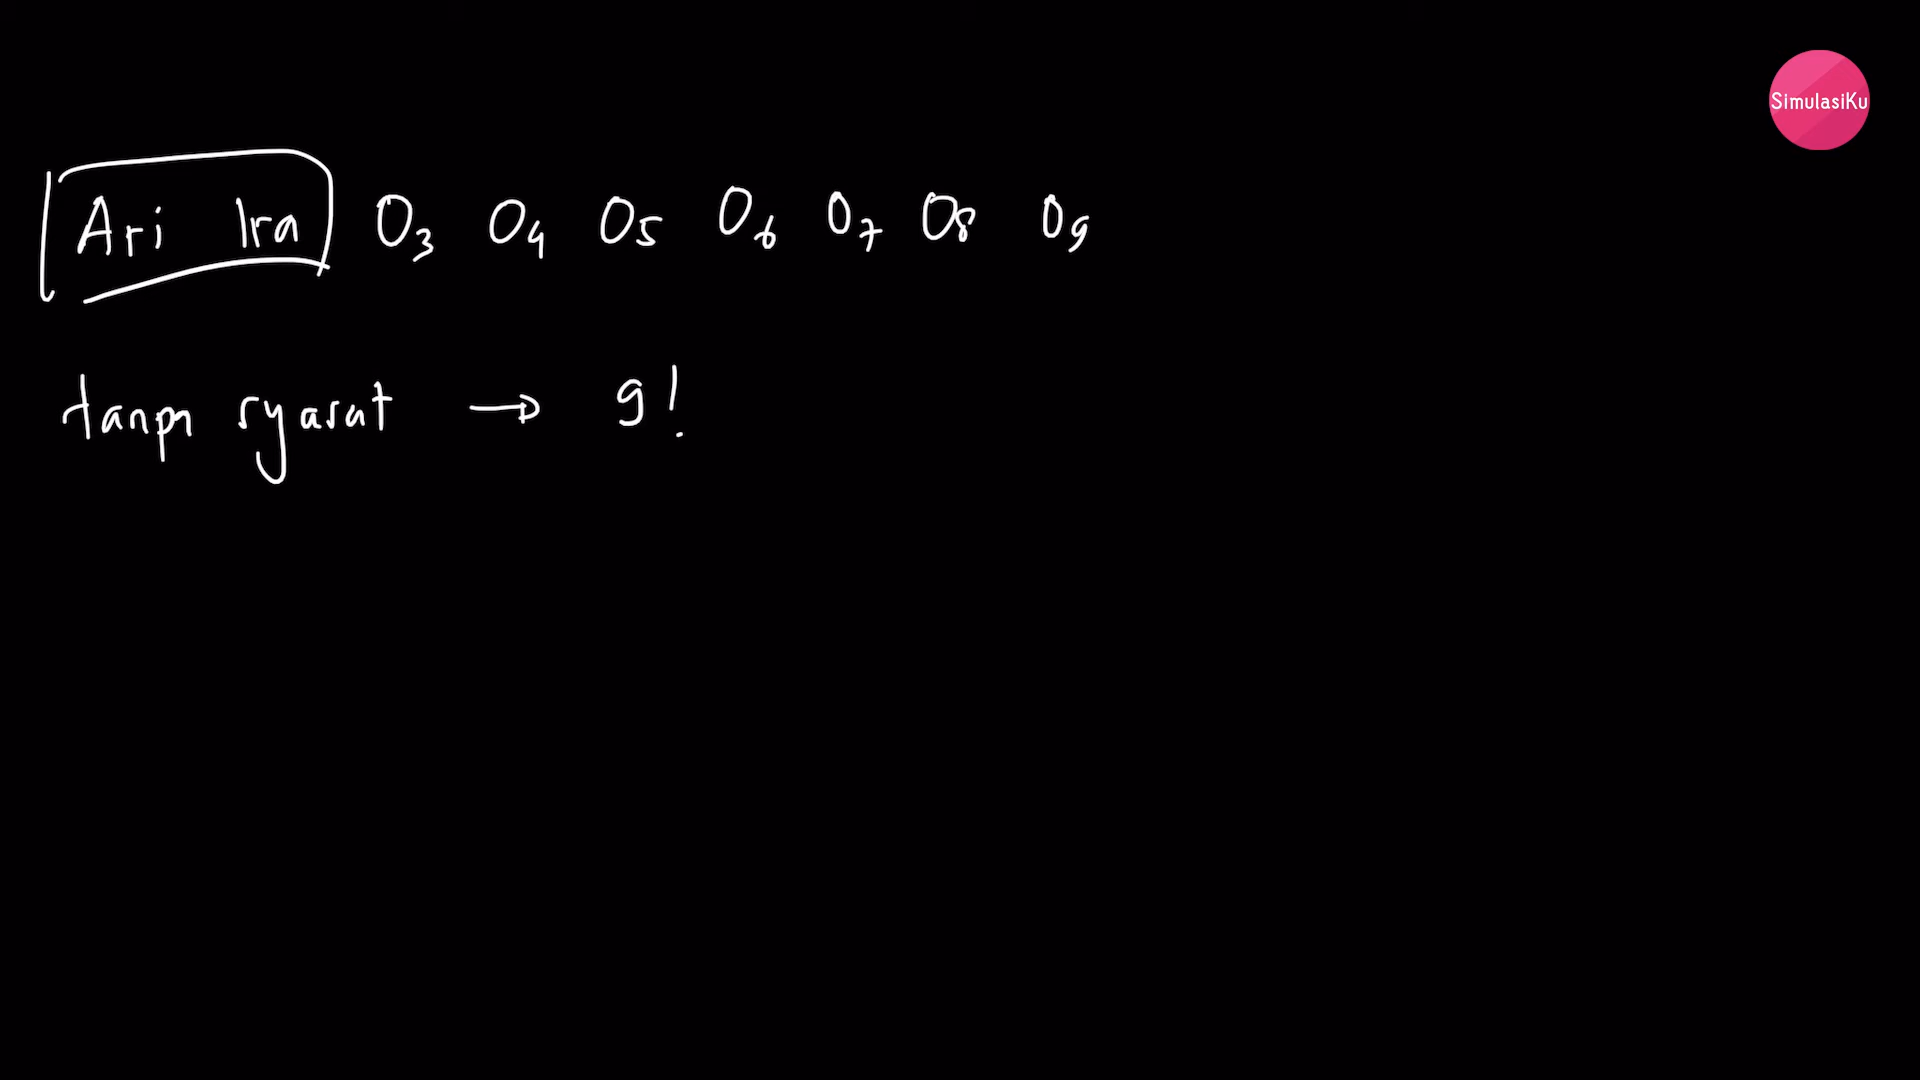 SimulasiKu
Ari Ira O3 O4 O5 O6 O7 O8 O9
tanpa syarat → 9!